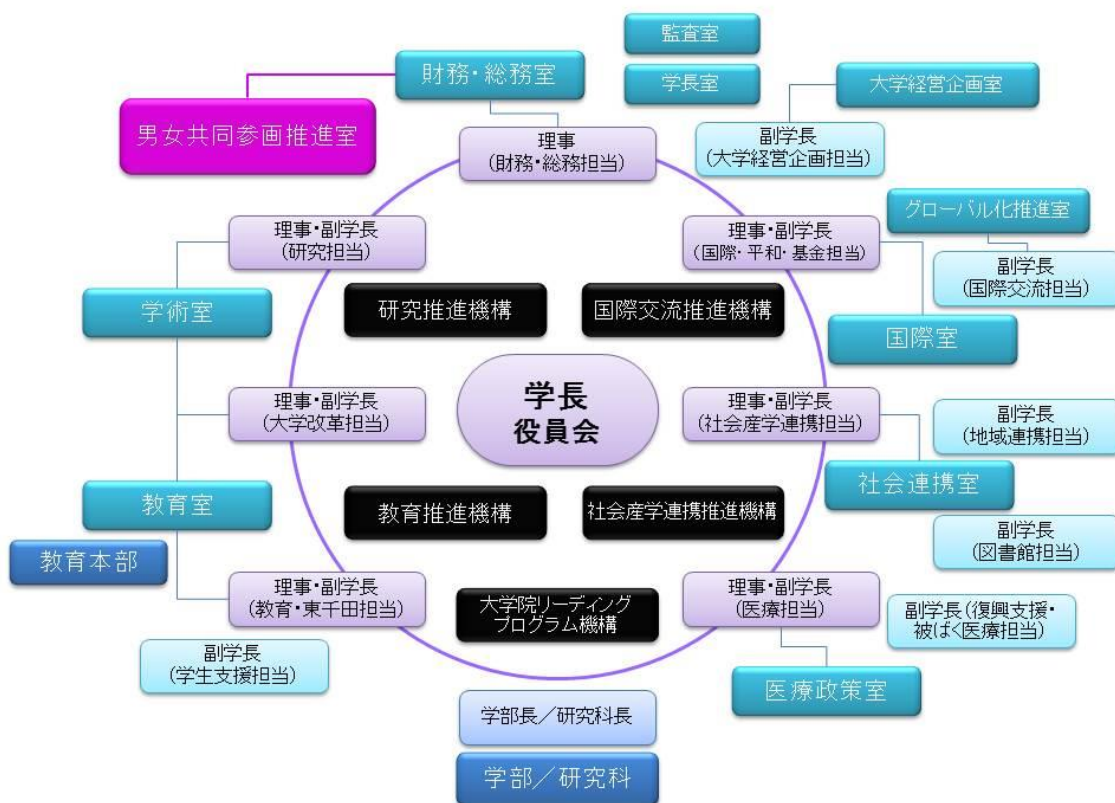 監査室
財務・総務室
学長室
大学経営企画室
男女共同参画推進室
理事
(財務・総務担当)
副学長
(大学経営企画担当)
グローバル化推進室
理事・副学長
(研究担当)
理事・副学長
(国際・平和・基金担当)
副学長
(国際交流担当)
学術室
研究推進機構
国際交流推進機構
国際室
学長
役員会
理事・副学長
(大学改革担当)
理事・副学長
(社会産学連携担当)
副学長
(地域連携担当)
教育室
教育推進機構
社会産学連携推進機構
社会連携室
教育本部
副学長
(図書館担当)
理事・副学長
(教育・東千田担当)
大学院リーディング
プログラム機構
理事・副学長
(医療担当)
副学長(復興支援・
被ばく医療担当)
副学長
(学生支援担当)
医療政策室
学部長／研究科長
学部／研究科